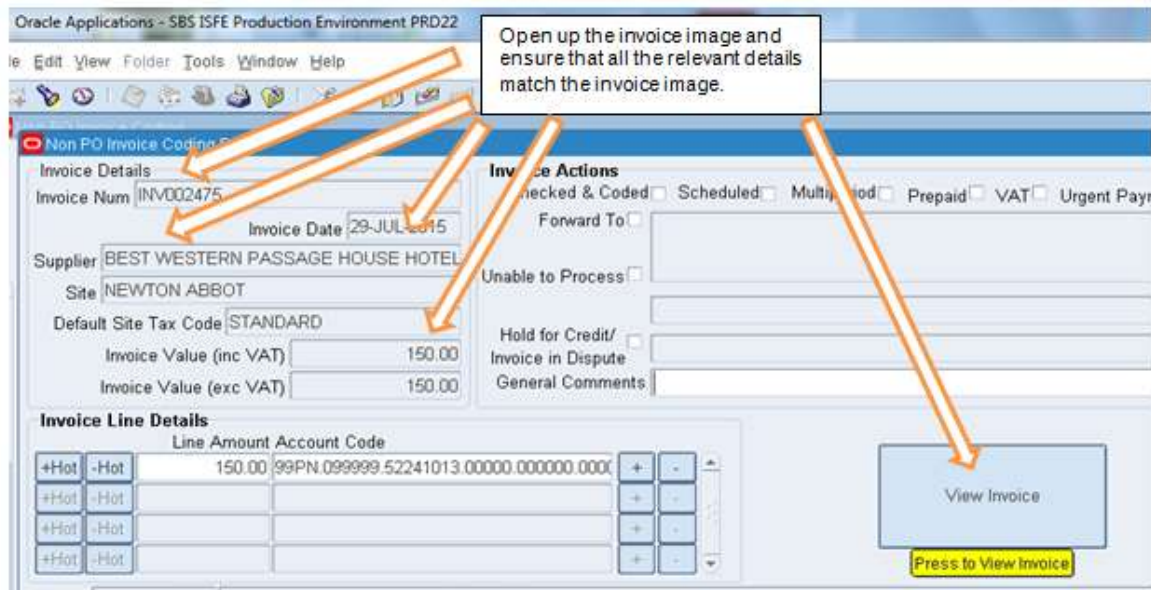 Oracle Applications - SBS ISFE Production Environment PRD22
Edit View Folder Tools Window Help
Open up the invoice image and
ensure that all the relevant details
match the invoice image.
Non PO Invoice Coding
Invoice Details
Invoice Num INV002475
Invoice Date 29-JUL-2015
Supplier BEST WESTERN PASSAGE HOUSE HOTEL
Site NEWTON ABBOT
Default Site Tax Code STANDARD
Invoice Value (inc VAT) 150.00
Invoice Value (exc VAT) 150.00
Invoice Actions
Checked & Coded Scheduled Multi Prepaid VAT Urgent Paym
Forward To
Unable to Process
Hold for Credit/
Invoice in Dispute
General Comments
Invoice Line Details
Line Amount Account Code
+Hot -Hot 150.00 99PN.099999.52241013.00000.000000.000 + -
+Hot -Hot + -
+Hot -Hot + -
+Hot -Hot + -
View Invoice
Press to View Invoice